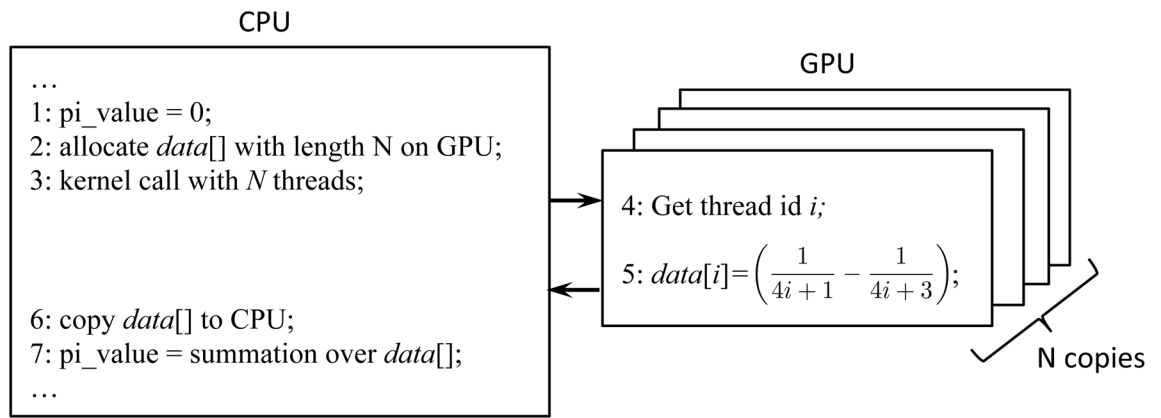 CPU
…
1: pi_value = 0;
2: allocate data[] with length N on GPU;
3: kernel call with N threads;
6: copy data[] to CPU;
7: pi_value = summation over data[];
…
GPU
4: Get thread id i;
5: data[i]=(1/(4i + 1) − 1/(4i + 3));
N copies